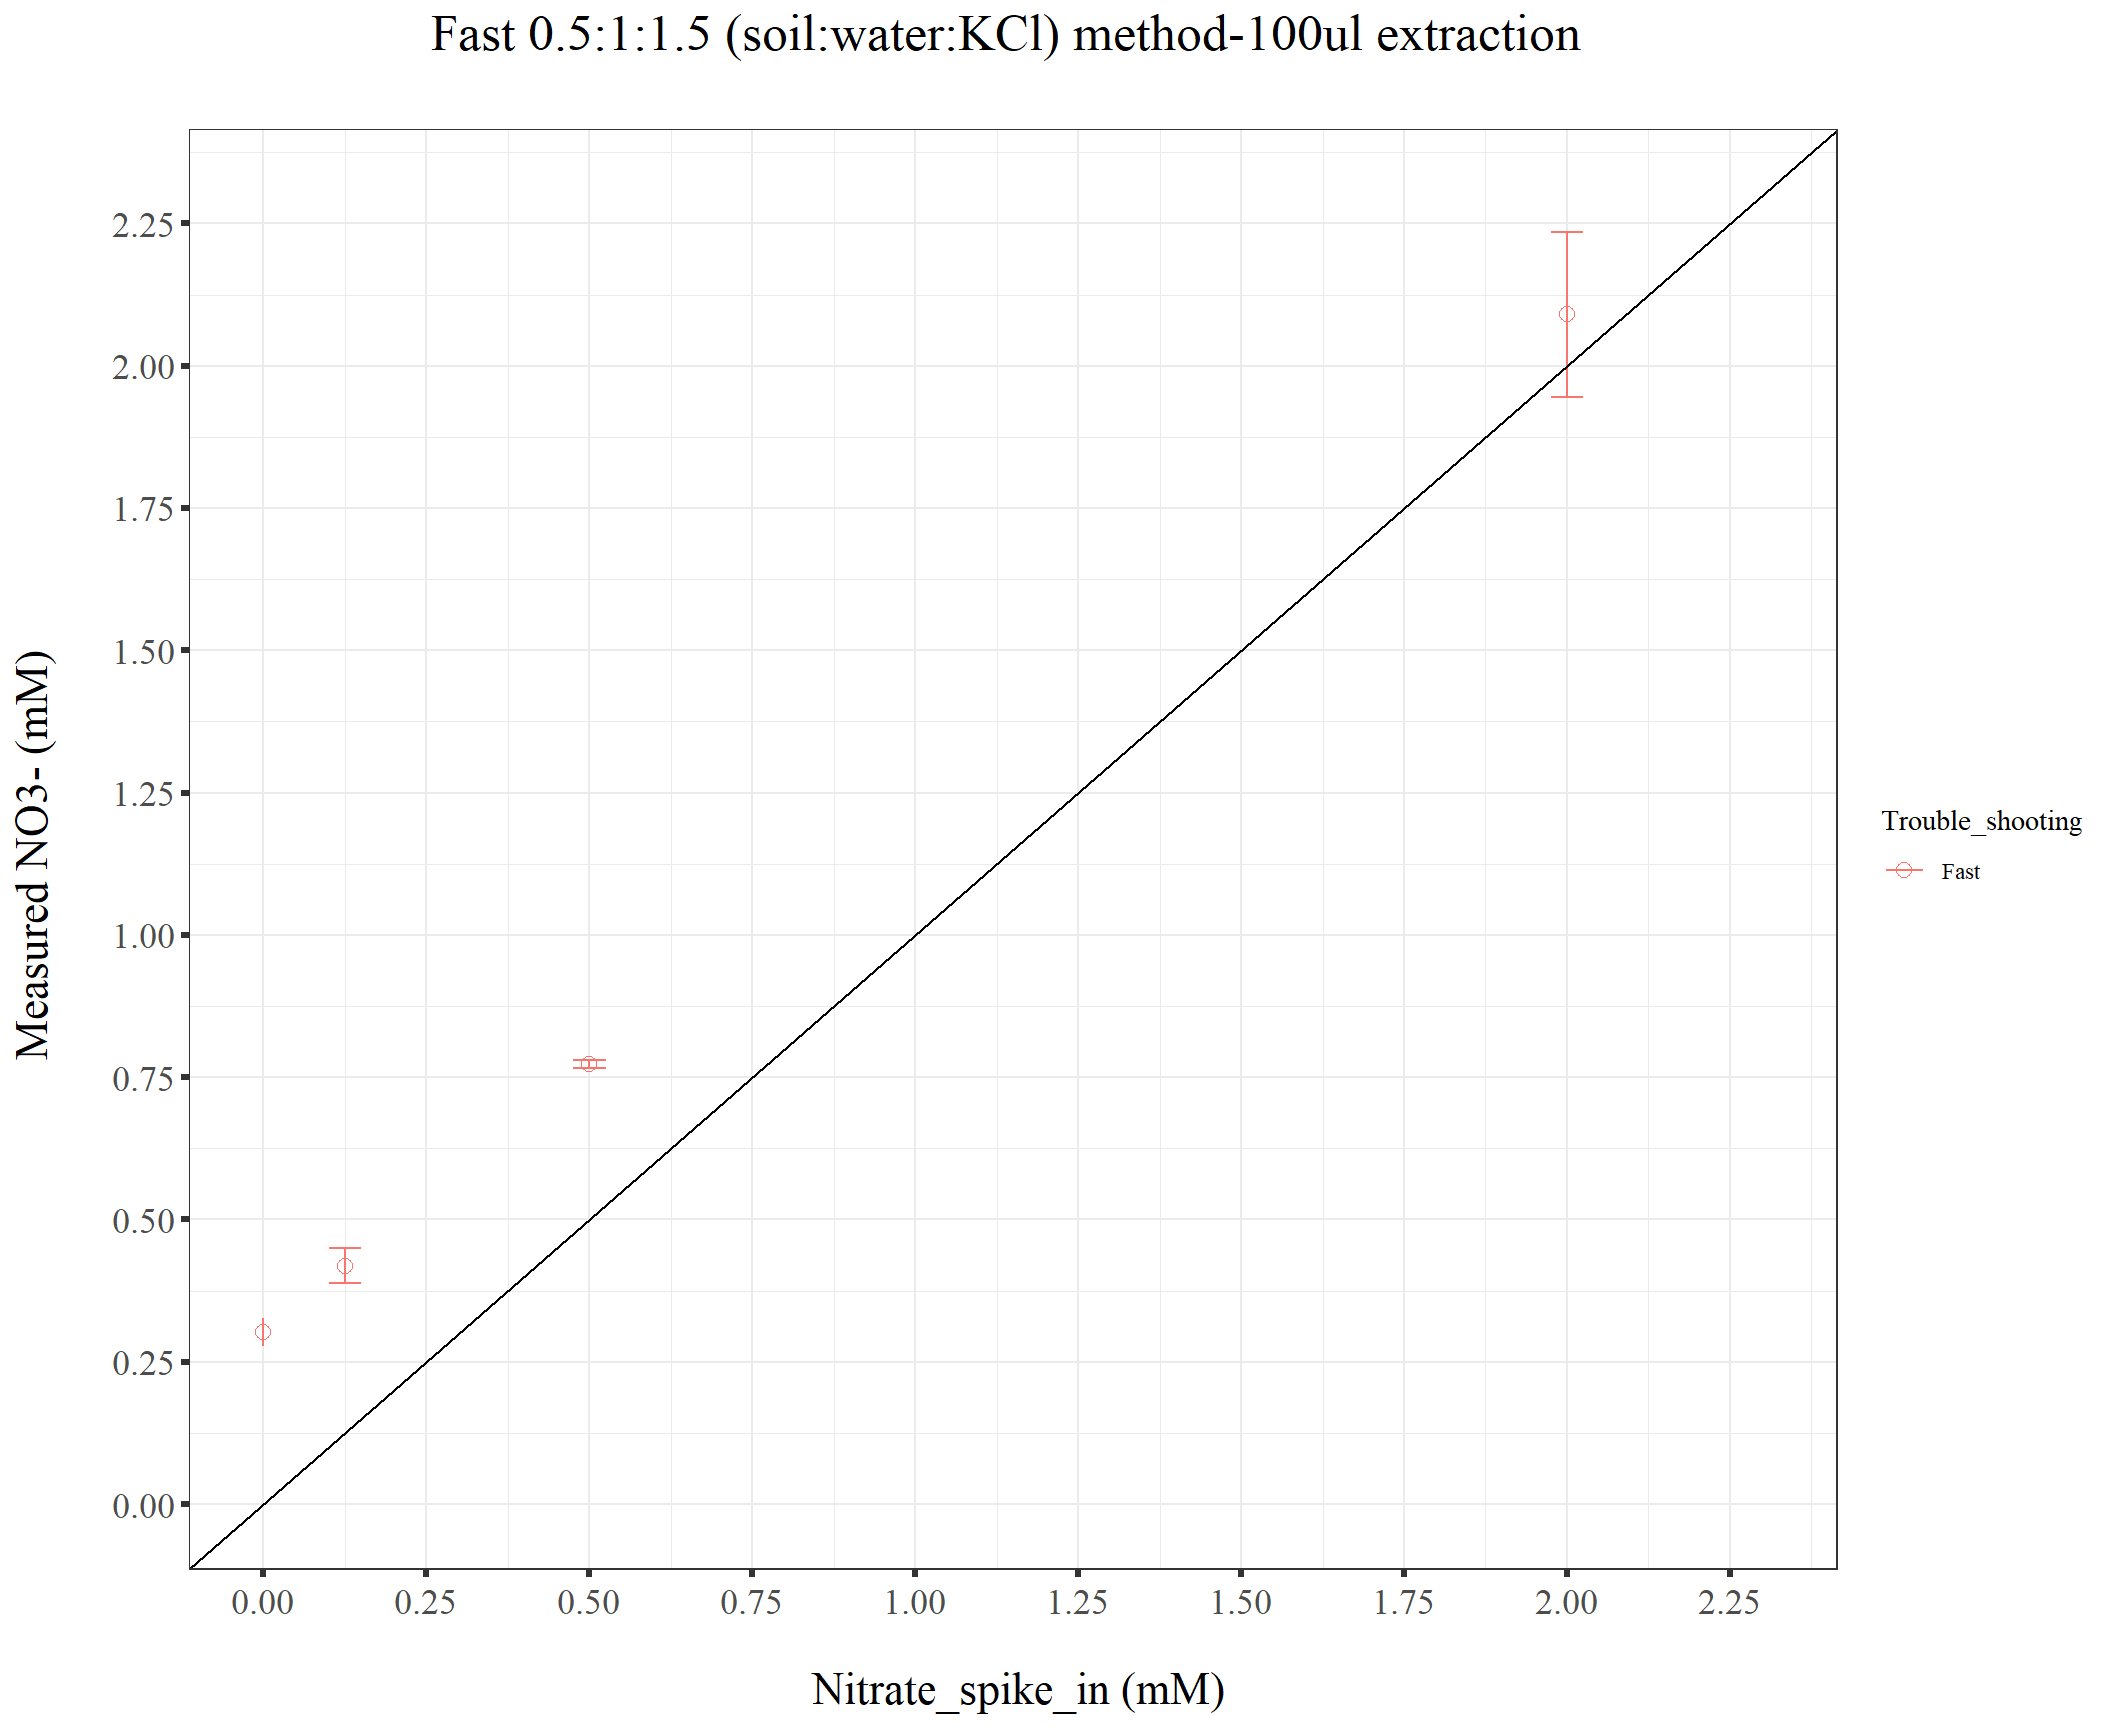 Fast 0.5:1:1.5 (soil:water:KCl) method-100ul extraction
Measured NO3- (mM)
2.25
2.00
1.75
1.50
1.25
1.00
0.75
0.50
0.25
0.00
0.00 0.25 0.50 0.75 1.00 1.25 1.50 1.75 2.00 2.25
Nitrate_spike_in (mM)
Trouble_shooting
Fast